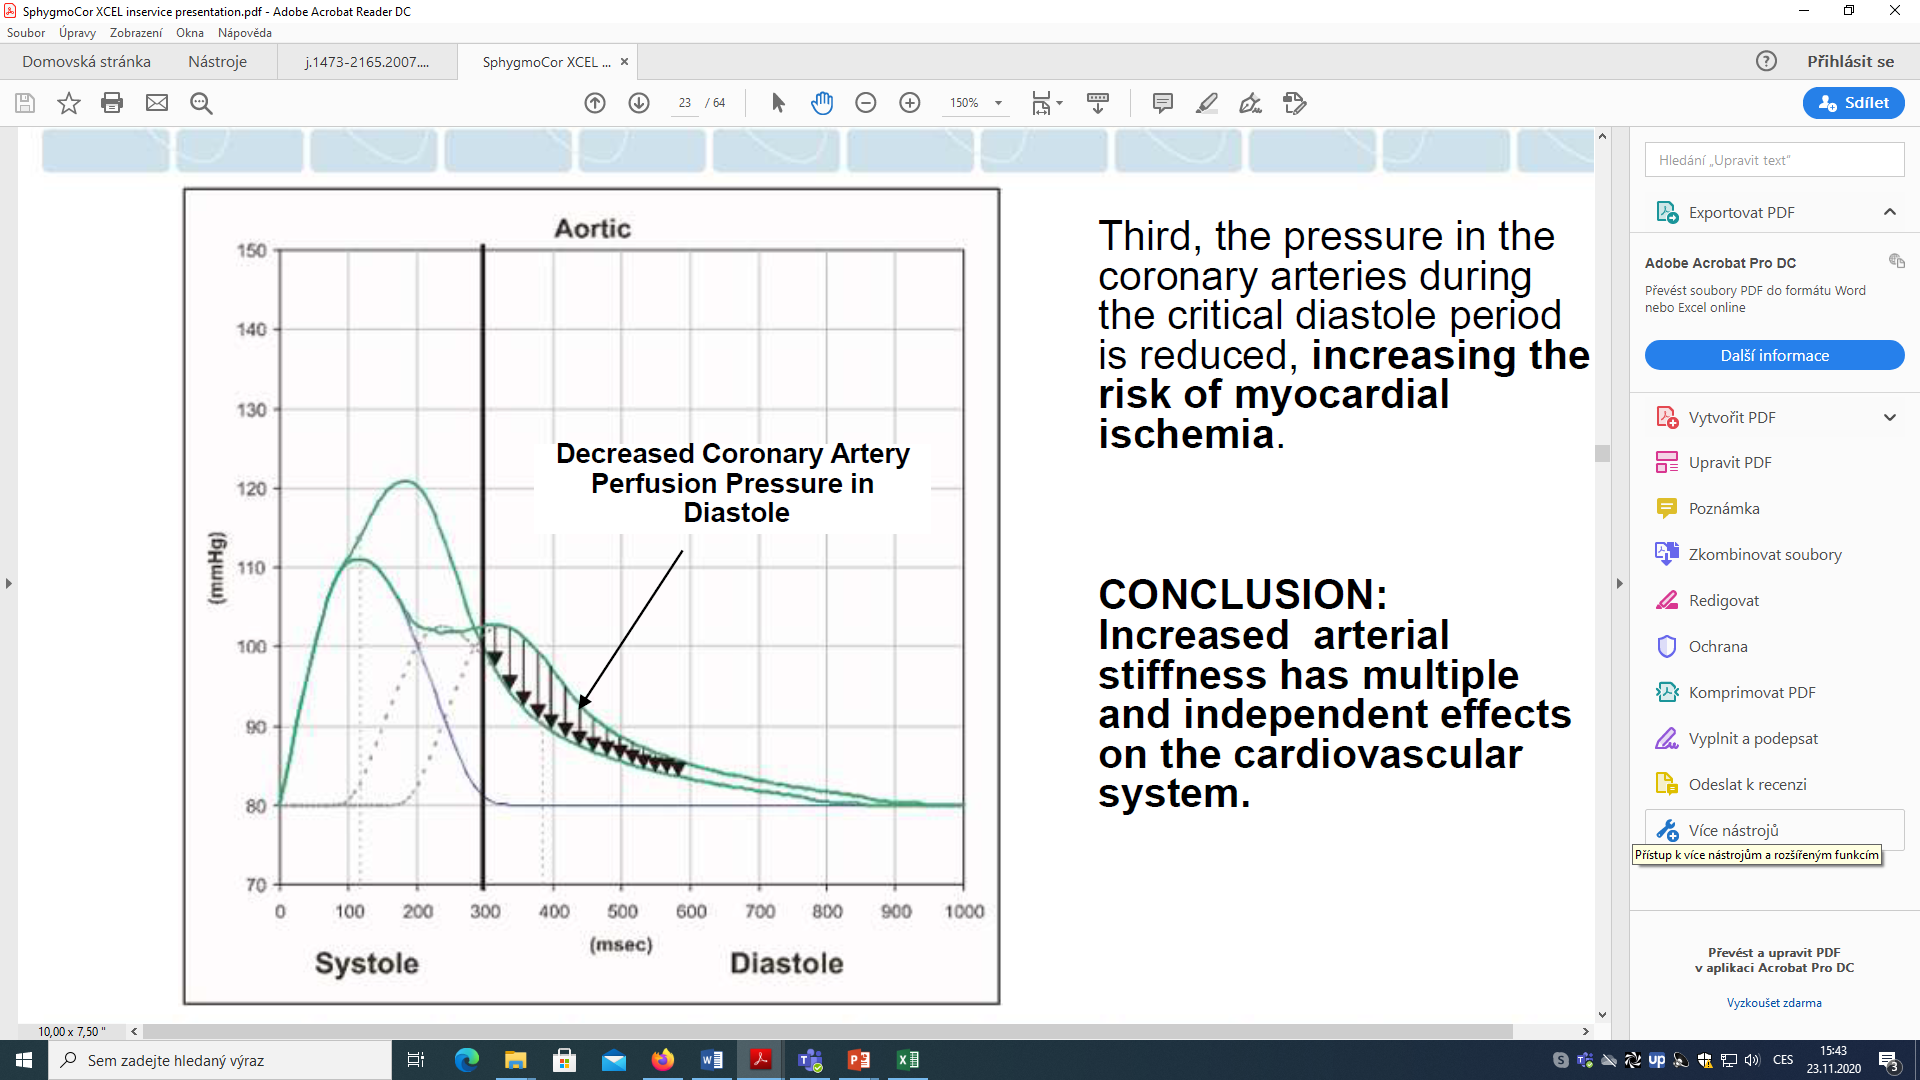 SphygmoCor XCEL inservice presentation.pdf - Adobe Acrobat Reader DC
Soubor Úpravy Zobrazení Okna Nápověda
Domovská stránka Nástroje j.1473-2165.2007.... SphygmoCor XCEL ... Přihlásit se
23 / 64 150% Sdílet
Aortic
150
140
130
120
110
100
90
80
70
(mmHg)
Decreased Coronary Artery
Perfusion Pressure in
Diastole
0 100 200 300 400 500 600 700 800 900 1000
(msec)
Systole Diastole
Third, the pressure in the
coronary arteries during
the critical diastole period
is reduced, increasing the
risk of myocardial
ischemia.
CONCLUSION:
Increased arterial
stiffness has multiple
and independent effects
on the cardiovascular
system.
Hledání „Upravit text"
Exportovat PDF
Adobe Acrobat Pro DC
Převést soubory PDF do formátu Word
nebo Excel online
Další informace
Vytvořit PDF
Upravit PDF
Poznámka
Zkombinovat soubory
Redigovat
Ochrana
Komprimovat PDF
Vyplnit a podepsat
Odeslat k recenzi
Více nástrojů
Přístup k více nástrojům a rozšířeným funkcím
Převést a upravit PDF
v aplikaci Acrobat Pro DC
Vyzkoušet zdarma
10,00 x 7,50 "
Sem zadejte hledaný výraz
CES
15:43
23.11.2020
3